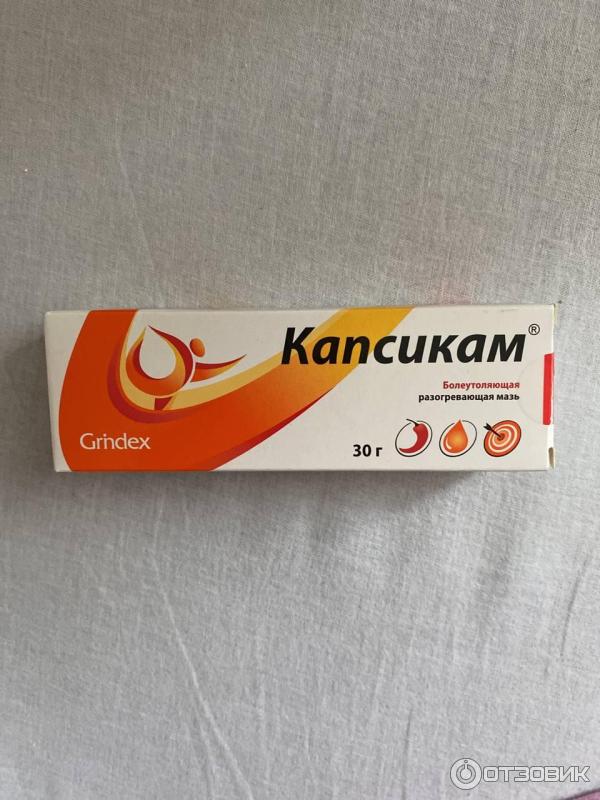 Капсикам®
Болеутоляющая
разогревающая мазь
Grindex
30 г
ОТЗОВИК